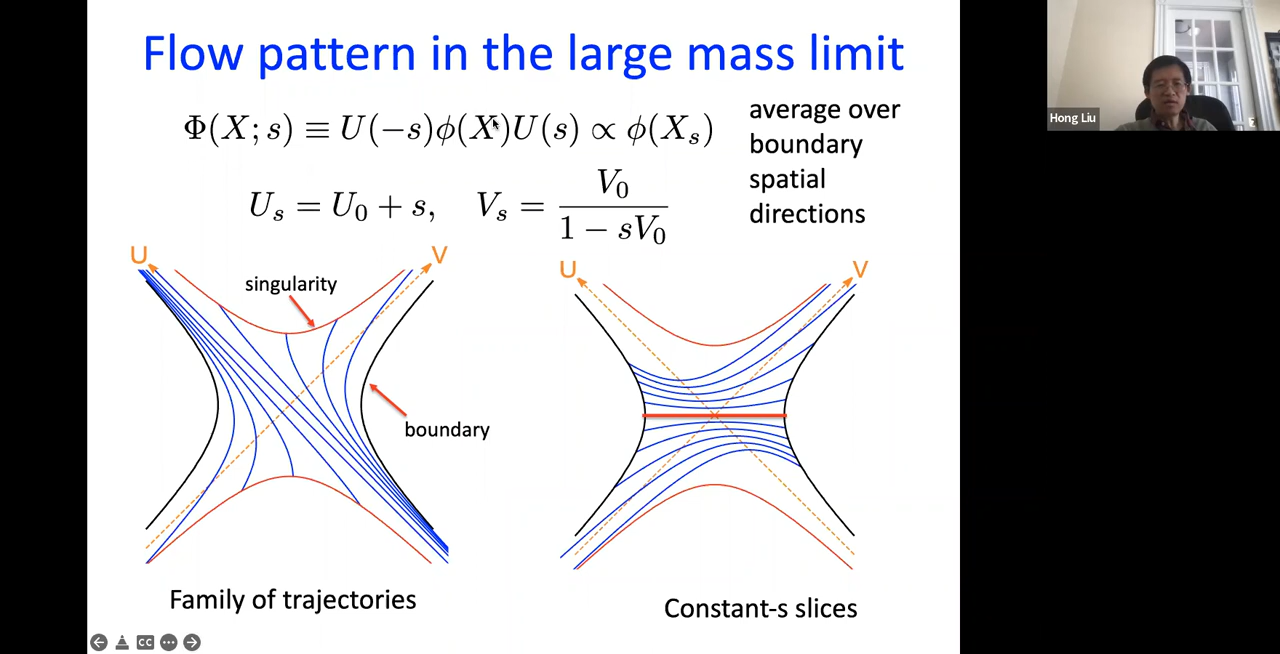 Flow pattern in the large mass limit
Φ(X; s) ≡ U(−s)ϕ(X)U(s) ∝ ϕ(X_s)
average over
boundary
spatial
directions
U_s = U_0 + s, V_s = V_0 / (1 − sV_0)
U
V
singularity
boundary
U
V
Family of trajectories
Constant-s slices
CC
Hong Liu